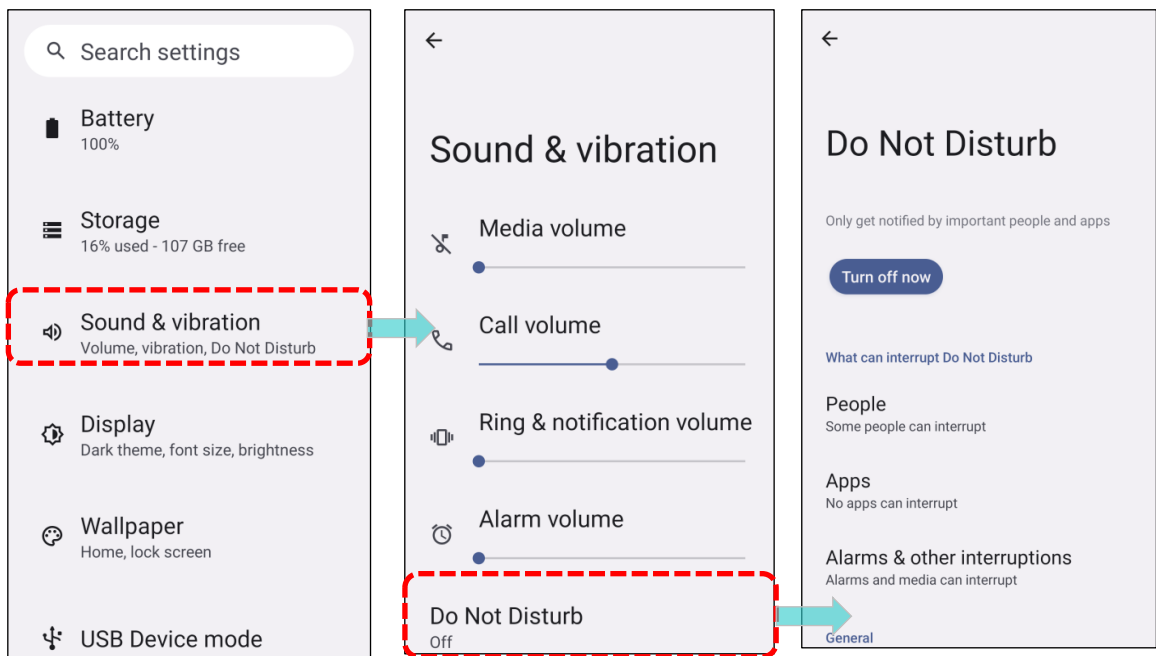 Search settings
Battery
100%
Storage
16% used - 107 GB free
Sound & vibration
Volume, vibration, Do Not Disturb
Display
Dark theme, font size, brightness
Wallpaper
Home, lock screen
USB Device mode
Sound & vibration
Media volume
Call volume
Ring & notification volume
Alarm volume
Do Not Disturb
Off
Do Not Disturb
Only get notified by important people and apps
Turn off now
What can interrupt Do Not Disturb
People
Some people can interrupt
Apps
No apps can interrupt
Alarms & other interruptions
Alarms and media can interrupt
General